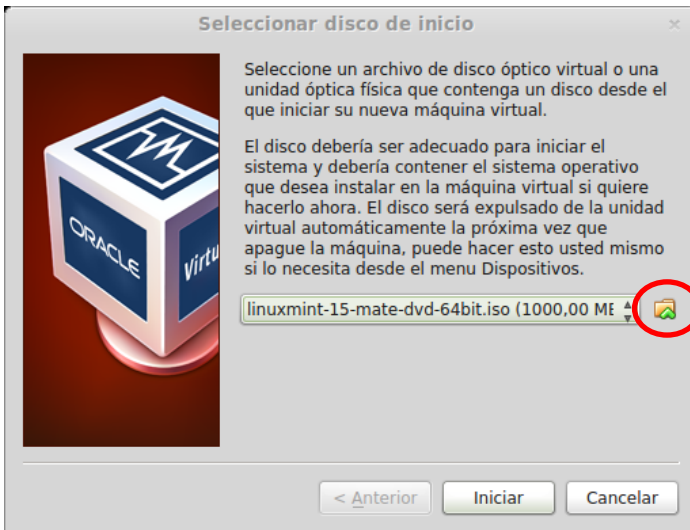 Seleccionar disco de inicio
Seleccione un archivo de disco óptico virtual o una
unidad óptica física que contenga un disco desde el
que iniciar su nueva máquina virtual.
El disco debería ser adecuado para iniciar el
sistema y debería contener el sistema operativo
que desea instalar en la máquina virtual si quiere
hacerlo ahora. El disco será expulsado de la unidad
virtual automáticamente la próxima vez que
apague la máquina, puede hacer esto usted mismo
si lo necesita desde el menu Dispositivos.
ORACLE
Virtu
linuxmint-15-mate-dvd-64bit.iso (1000,00 ME
< Anterior
Iniciar
Cancelar